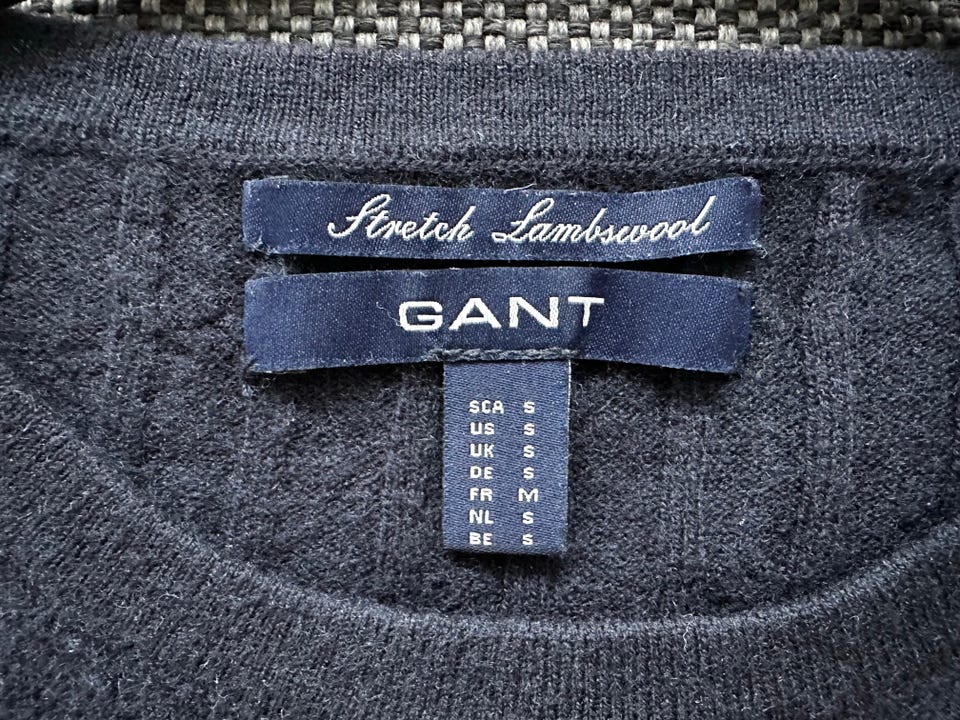 Stretch Lambswool
GANT
SCA S
US S
UK S
DE S
FR M
NL S
BE S